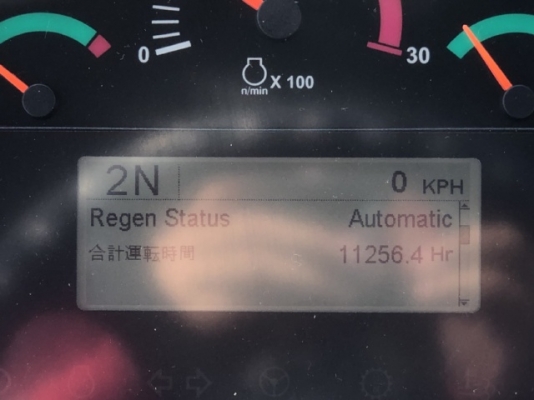 0
30
n/min X 100
2N 0 KPH
Regen Status Automatic
合計運転時間 11256.4 Hr